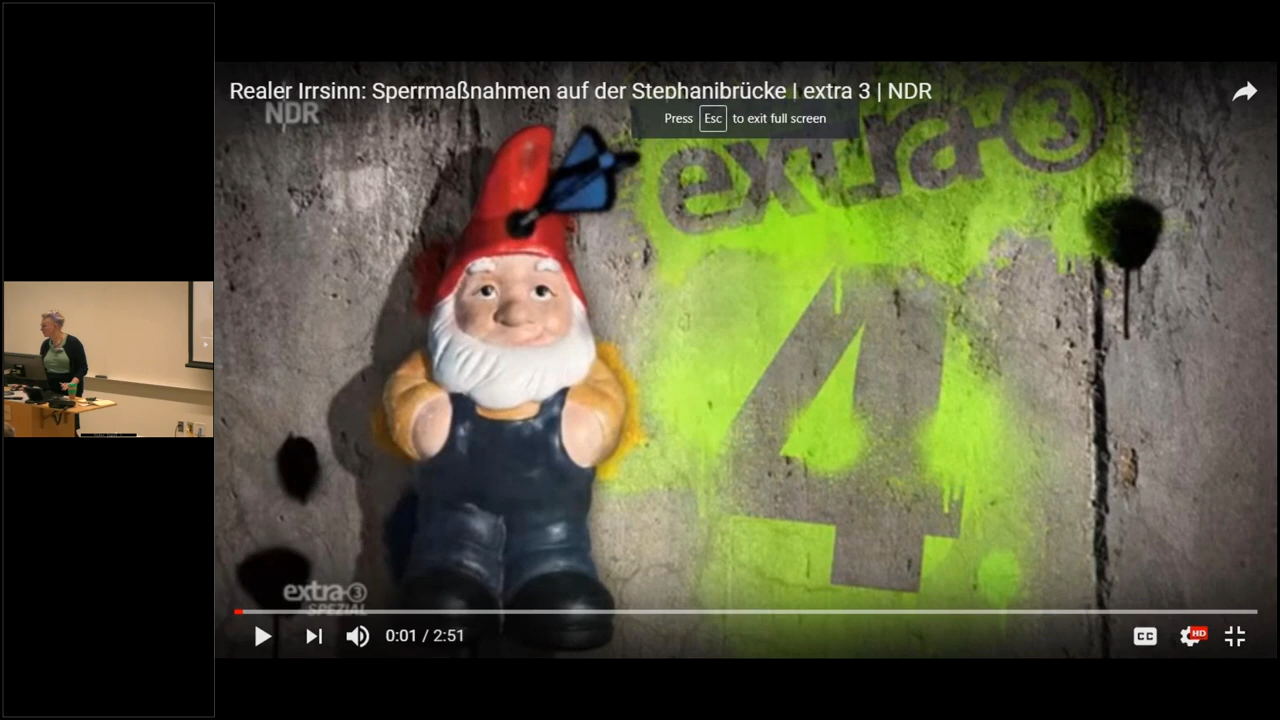 Realer Irrsinn: Sperrmaßnahmen auf der Stephanibrücke | extra 3 | NDR
NDR
Press Esc to exit full screen
extra 3
4
extra 3
SPEZIAL
0:01 / 2:51
CC
HD